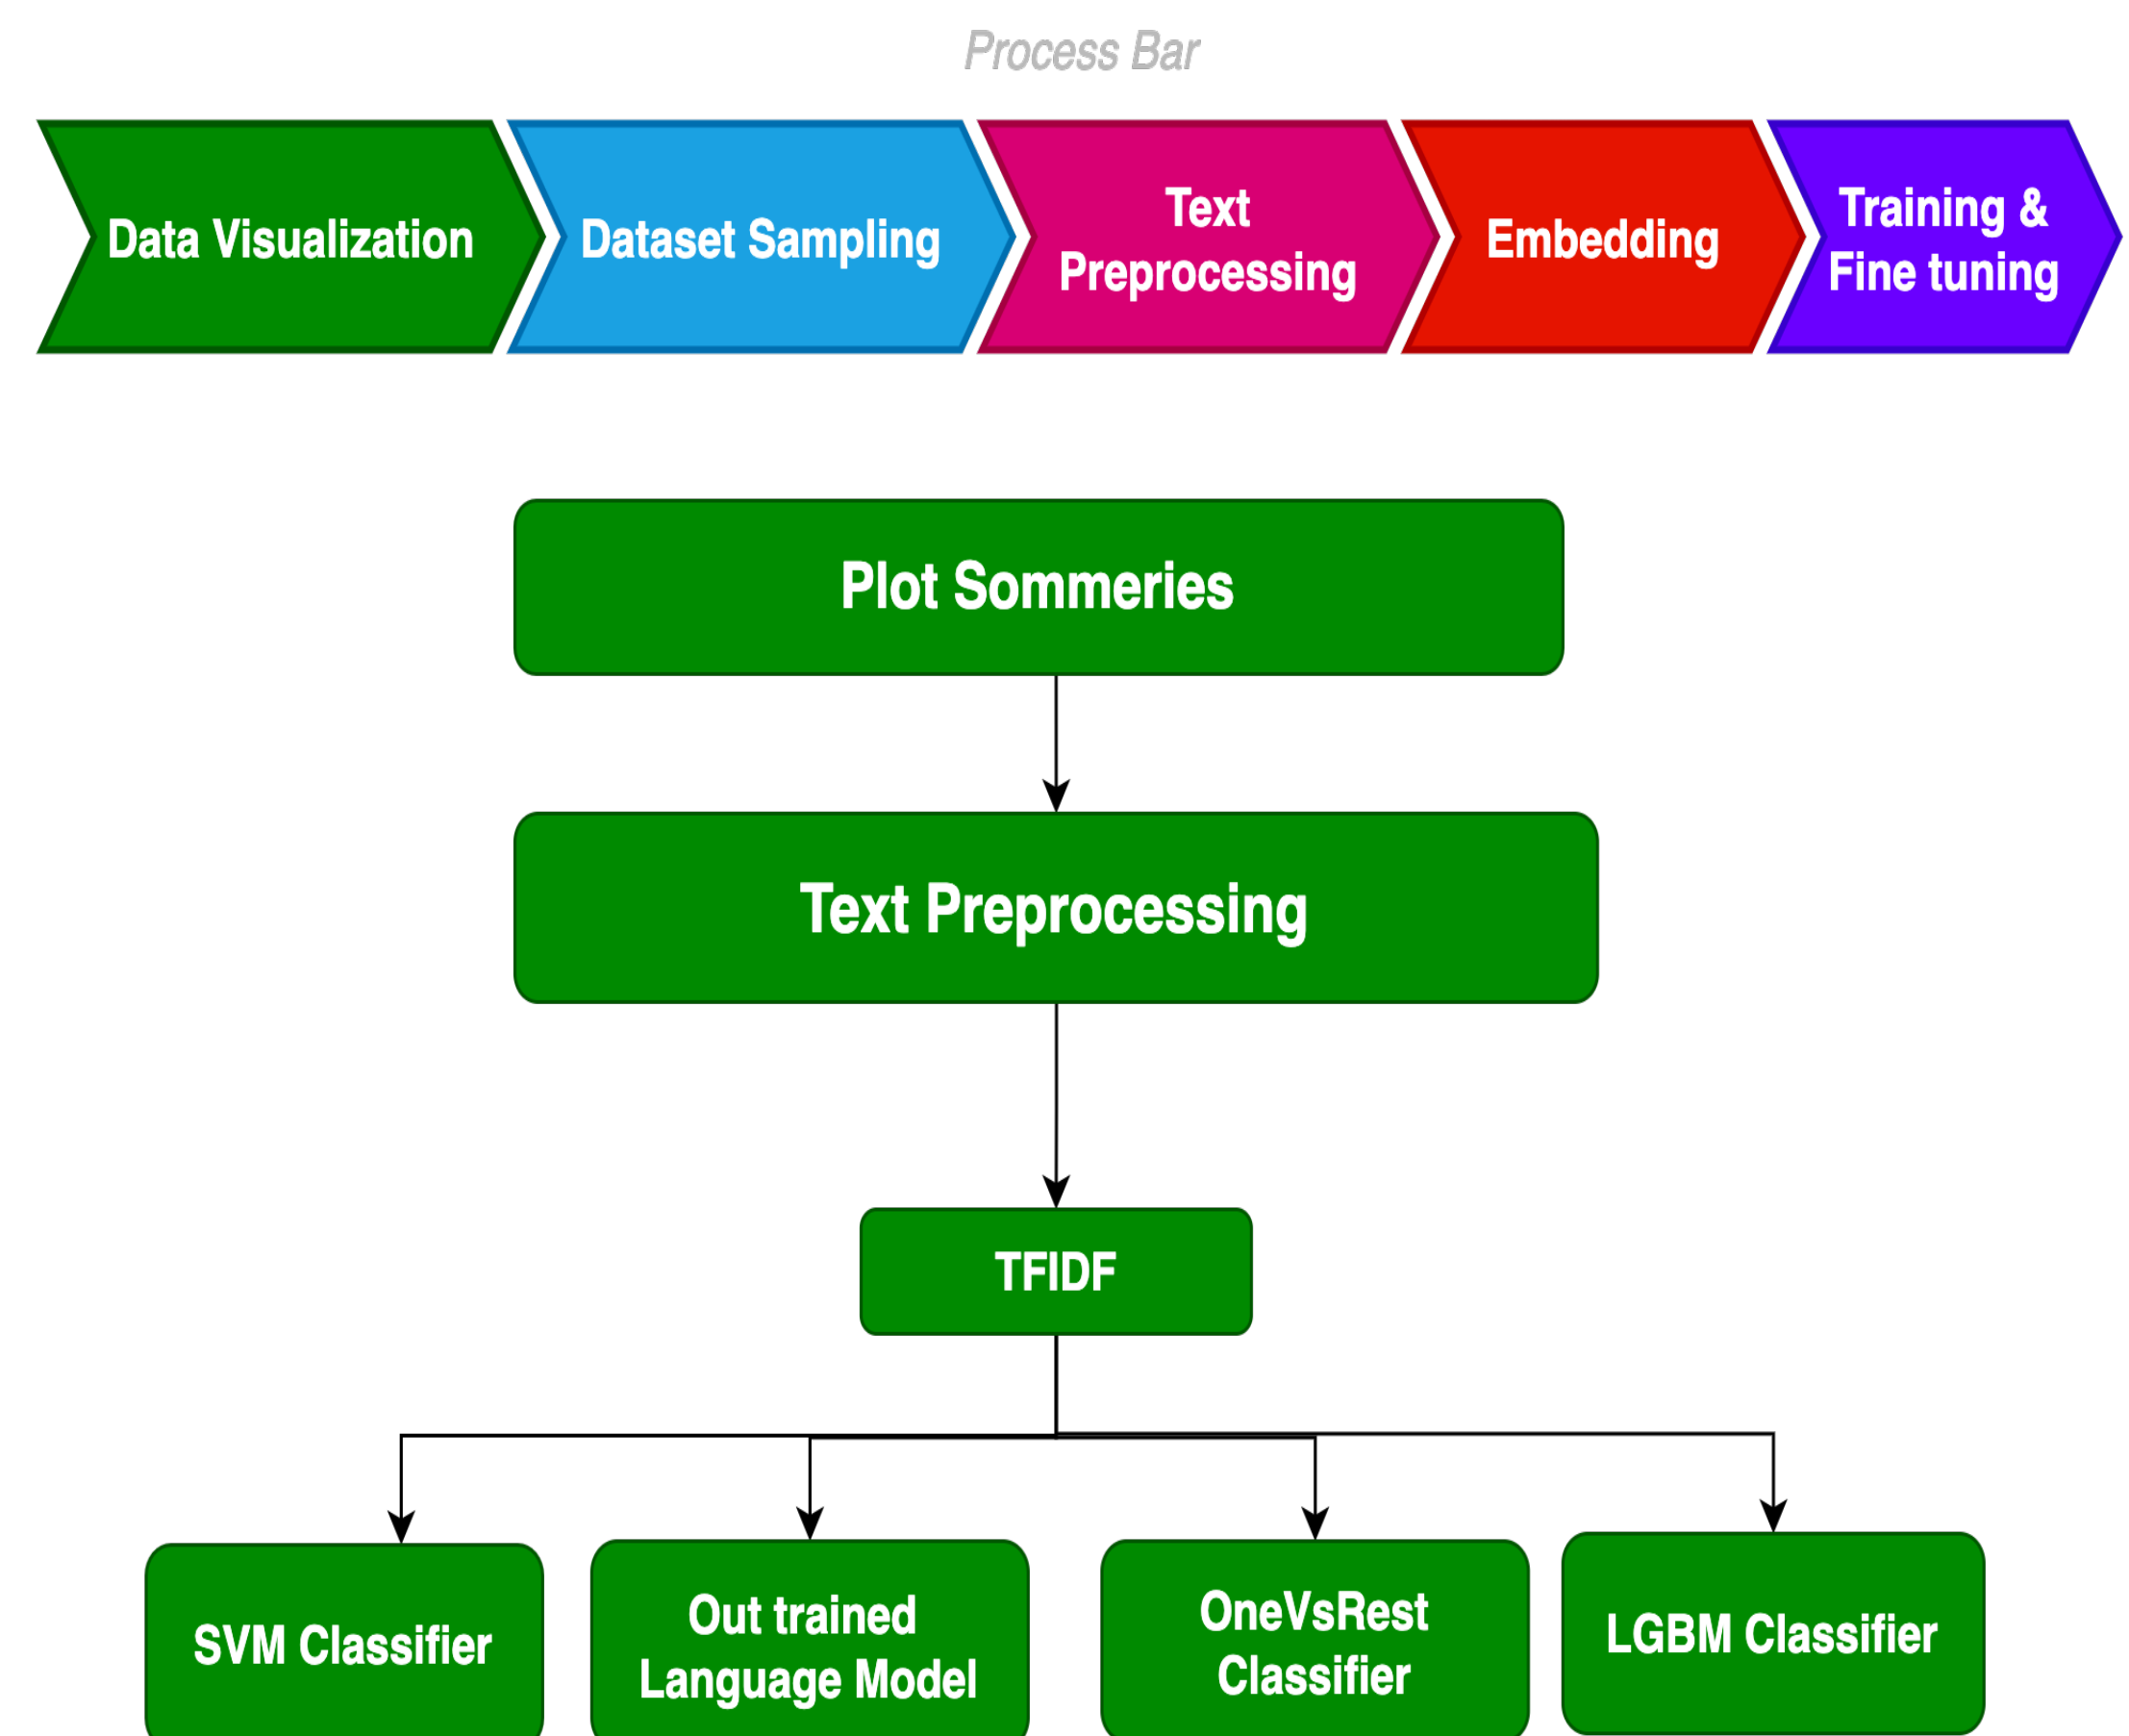 Process Bar
Data Visualization
Dataset Sampling
Text
Preprocessing
Embedding
Training &
Fine tuning
Plot Sommeries
Text Preprocessing
TFIDF
SVM Classifier
Out trained
Language Model
OneVsRest
Classifier
LGBM Classifier